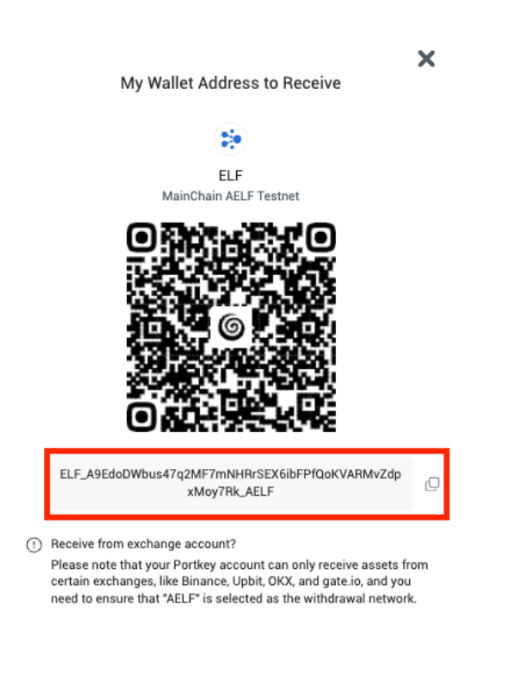 My Wallet Address to Receive
ELF
MainChain AELF Testnet
ELF_A9EdoDWbus47q2MF7mNHRrSEX6ibFPfQoKVARMvZdp
xMoy7Rk_AELF
Receive from exchange account?
Please note that your Portkey account can only receive assets from
certain exchanges, like Binance, Upbit, OKX, and gate.io, and you
need to ensure that "AELF" is selected as the withdrawal network.